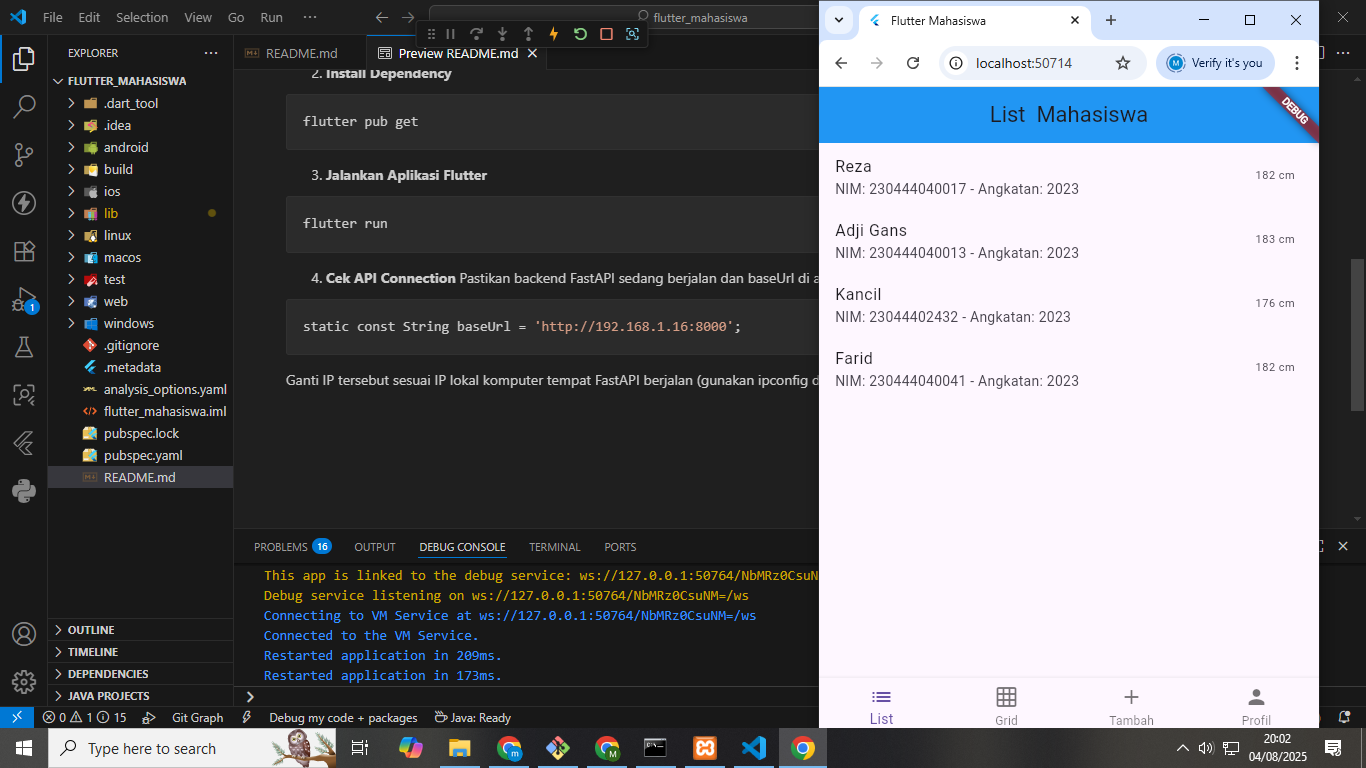 File Edit Selection View Go Run ···
flutter_mahasiswa
EXPLORER
FLUTTER_MAHASISWA
.dart_tool
.idea
android
build
ios
lib
linux
macos
test
web
windows
.gitignore
.metadata
analysis_options.yaml
flutter_mahasiswa.iml
pubspec.lock
pubspec.yaml
README.md
OUTLINE
TIMELINE
DEPENDENCIES
JAVA PROJECTS
1
README.md
Preview README.md
2. Install Dependency
flutter pub get
3. Jalankan Aplikasi Flutter
flutter run
4. Cek API Connection Pastikan backend FastAPI sedang berjalan dan baseUrl di a
static const String baseUrl = 'http://192.168.1.16:8000';
Ganti IP tersebut sesuai IP lokal komputer tempat FastAPI berjalan (gunakan ipconfig d
PROBLEMS 16 OUTPUT DEBUG CONSOLE TERMINAL PORTS
This app is linked to the debug service: ws://127.0.0.1:50764/NbMRz0CsuN
Debug service listening on ws://127.0.0.1:50764/NbMRz0CsuNM=/ws
Connecting to VM Service at ws://127.0.0.1:50764/NbMRz0CsuNM=/ws
Connected to the VM Service.
Restarted application in 209ms.
Restarted application in 173ms.
0 1 15 Git Graph Debug my code + packages Java: Ready
Flutter Mahasiswa
localhost:50714
M Verify it's you
List Mahasiswa
DEBUG
Reza
NIM: 230444040017 - Angkatan: 2023
182 cm
Adji Gans
NIM: 230444040013 - Angkatan: 2023
183 cm
Kancil
NIM: 23044402432 - Angkatan: 2023
176 cm
Farid
NIM: 230444040041 - Angkatan: 2023
182 cm
List Grid Tambah Profil
Type here to search
20:02
04/08/2025